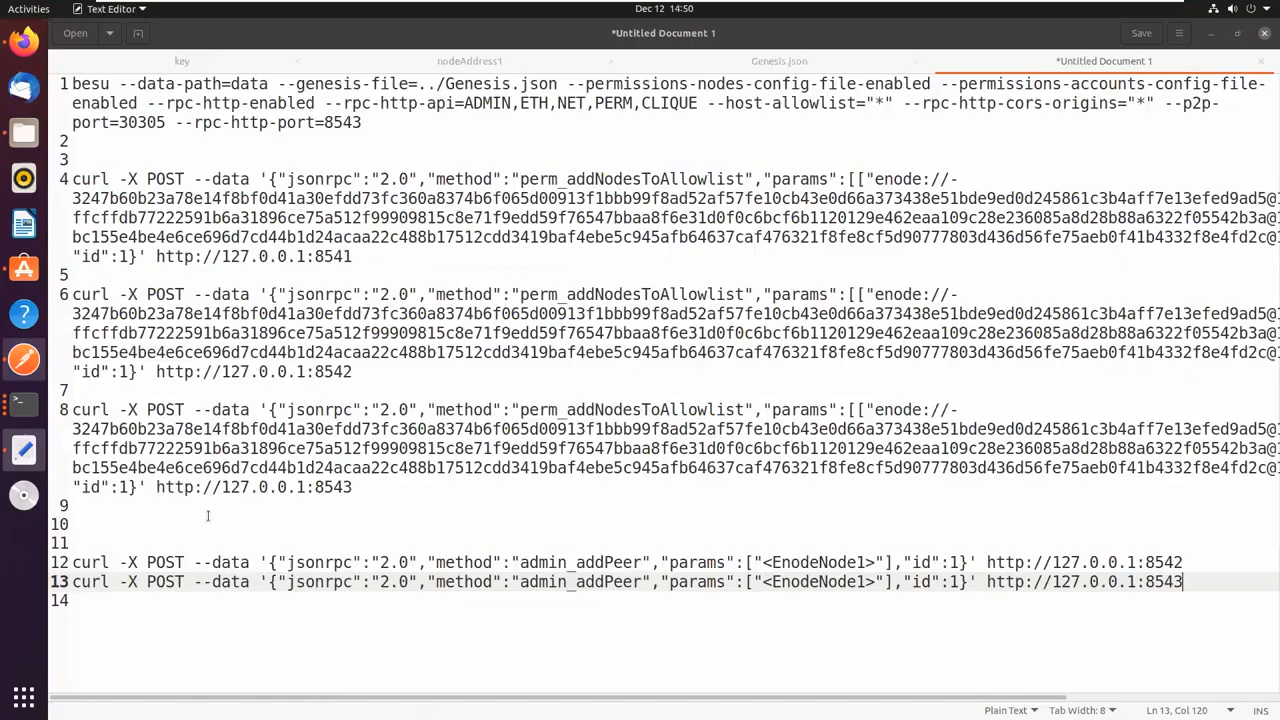 Activities Text Editor Dec 12 14:50
Open *Untitled Document 1 Save
key nodeAddress1 Genesis.json *Untitled Document 1
1 besu --data-path=data --genesis-file=../Genesis.json --permissions-nodes-config-file-enabled --permissions-accounts-config-file-
enabled --rpc-http-enabled --rpc-http-api=ADMIN,ETH,NET,PERM,CLIQUE --host-allowlist="*" --rpc-http-cors-origins="*" --p2p-
port=30305 --rpc-http-port=8543
2
3
4 curl -X POST --data '{"jsonrpc":"2.0","method":"perm_addNodesToAllowlist","params":[["enode://-
3247b60b23a78e14f8bf0d41a30efdd73fc360a8374b6f065d00913f1bbb99f8ad52af57fe10cb43e0d66a373438e51bde9ed0d245861c3b4aff7e13efed9ad5@1
ffcffdb77222591b6a31896ce75a512f99909815c8e71f9edd59f76547bbaa8f6e31d0f0c6bcf6b1120129e462eaa109c28e236085a8d28b88a6322f05542b3a@
bc155e4be4e6ce696d7cd44b1d24acaa22c488b17512cdd3419baf4ebe5c945afb64637caf476321f8fe8cf5d90777803d436d56fe75aeb0f41b4332f8e4fd2c@1
"id":1}' http://127.0.0.1:8541
5
6 curl -X POST --data '{"jsonrpc":"2.0","method":"perm_addNodesToAllowlist","params":[["enode://-
3247b60b23a78e14f8bf0d41a30efdd73fc360a8374b6f065d00913f1bbb99f8ad52af57fe10cb43e0d66a373438e51bde9ed0d245861c3b4aff7e13efed9ad5@1
ffcffdb77222591b6a31896ce75a512f99909815c8e71f9edd59f76547bbaa8f6e31d0f0c6bcf6b1120129e462eaa109c28e236085a8d28b88a6322f05542b3a@
bc155e4be4e6ce696d7cd44b1d24acaa22c488b17512cdd3419baf4ebe5c945afb64637caf476321f8fe8cf5d90777803d436d56fe75aeb0f41b4332f8e4fd2c@1
"id":1}' http://127.0.0.1:8542
7
8 curl -X POST --data '{"jsonrpc":"2.0","method":"perm_addNodesToAllowlist","params":[["enode://-
3247b60b23a78e14f8bf0d41a30efdd73fc360a8374b6f065d00913f1bbb99f8ad52af57fe10cb43e0d66a373438e51bde9ed0d245861c3b4aff7e13efed9ad5@1
ffcffdb77222591b6a31896ce75a512f99909815c8e71f9edd59f76547bbaa8f6e31d0f0c6bcf6b1120129e462eaa109c28e236085a8d28b88a6322f05542b3a@
bc155e4be4e6ce696d7cd44b1d24acaa22c488b17512cdd3419baf4ebe5c945afb64637caf476321f8fe8cf5d90777803d436d56fe75aeb0f41b4332f8e4fd2c@1
"id":1}' http://127.0.0.1:8543
9
10
11
12 curl -X POST --data '{"jsonrpc":"2.0","method":"admin_addPeer","params":["<EnodeNode1>"],"id":1}' http://127.0.0.1:8542
13 curl -X POST --data '{"jsonrpc":"2.0","method":"admin_addPeer","params":["<EnodeNode1>"],"id":1}' http://127.0.0.1:8543
14
Plain Text Tab Width: 8 Ln 13, Col 120 INS